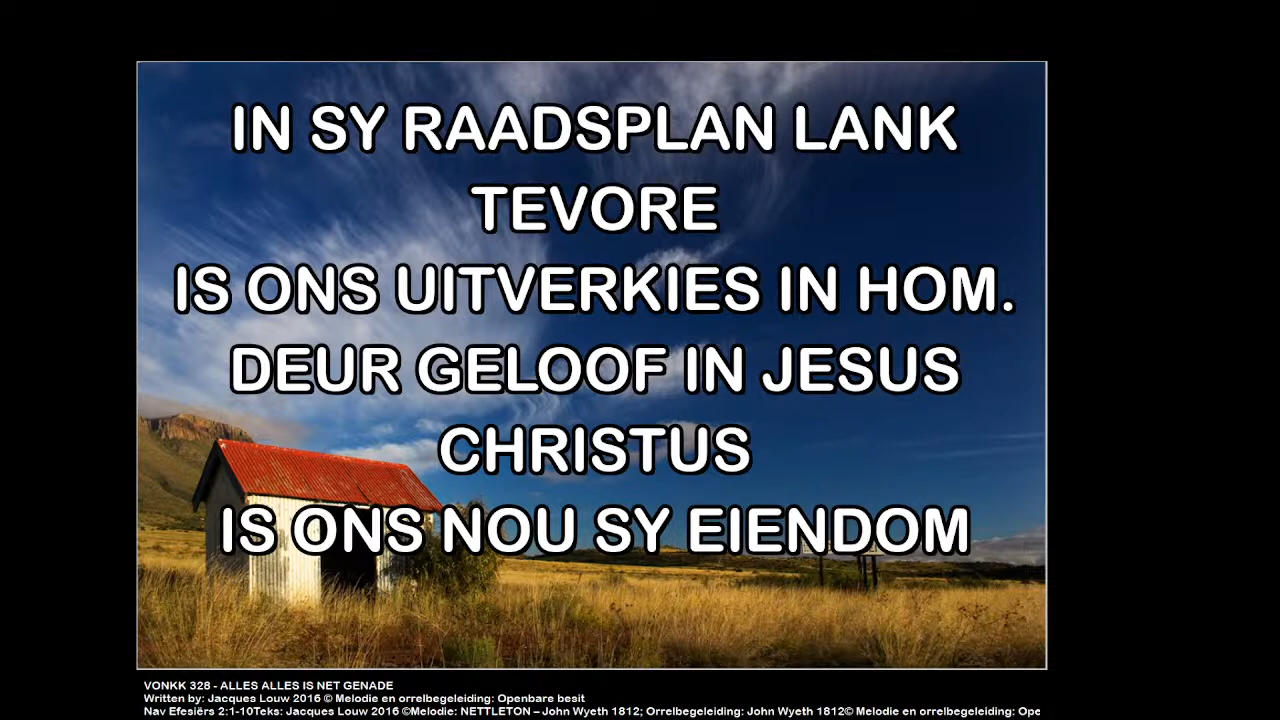 IN SY RAADSPLAN LANK
TEVORE
IS ONS UITVERKIES IN HOM.
DEUR GELOOF IN JESUS
CHRISTUS
IS ONS NOU SY EIENDOM
VONKK 328 - ALLES ALLES IS NET GENADE
Written by: Jacques Louw 2016 © Melodie en orrelbegeleiding: Openbare besit
Nav Efesiërs 2:1-10Teks: Jacques Louw 2016 ©Melodie: NETTLETON – John Wyeth 1812; Orrelbegeleiding: John Wyeth 1812© Melodie en orrelbegeleiding: Ope